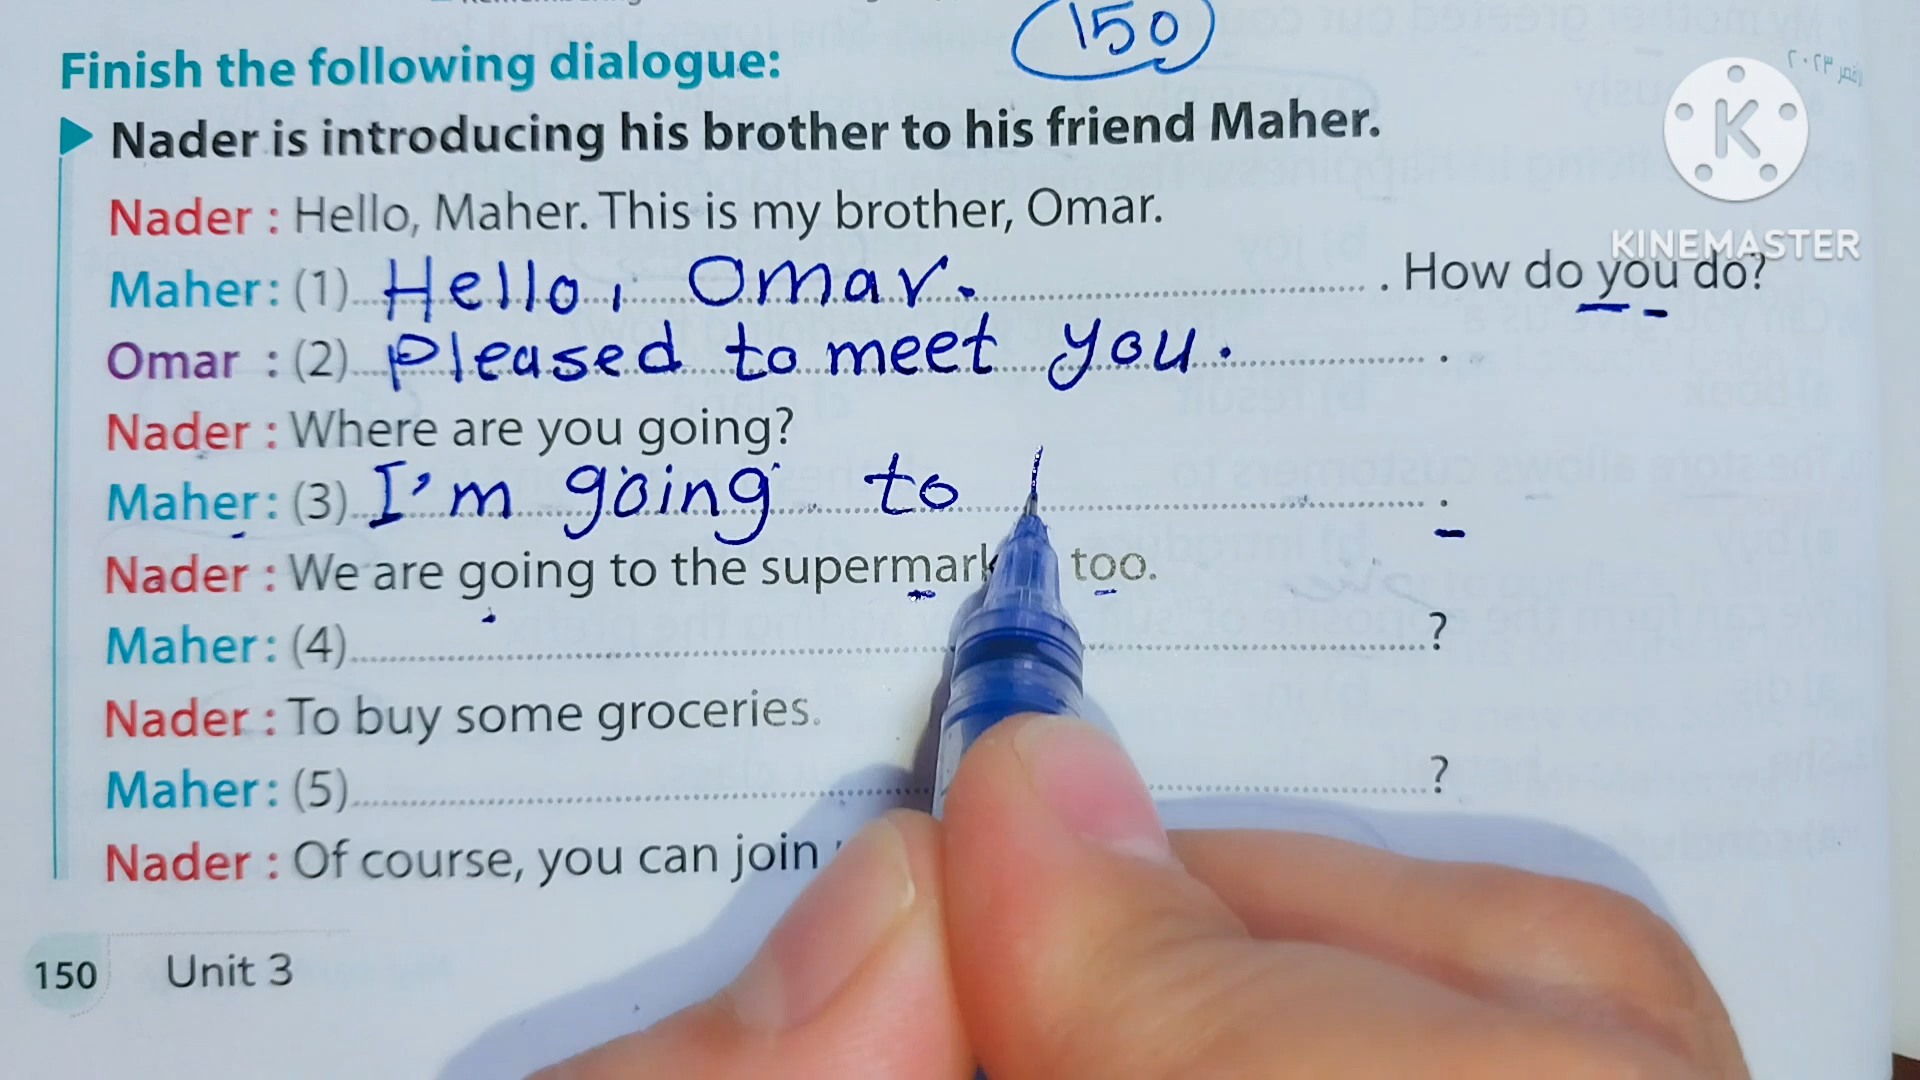 150
Finish the following dialogue:
Nader is introducing his brother to his friend Maher.
Nader : Hello, Maher. This is my brother, Omar.
KINEMASTER
Maher: (1) Hello, Omar. . How do you do?
Omar : (2) Pleased to meet you. .
Nader : Where are you going?
Maher: (3) I'm going to .
Nader : We are going to the too.
Maher: (4) ?
Nader : To buy some groceries.
Maher: (5) ?
Nader : Of course, you can join
150 Unit 3